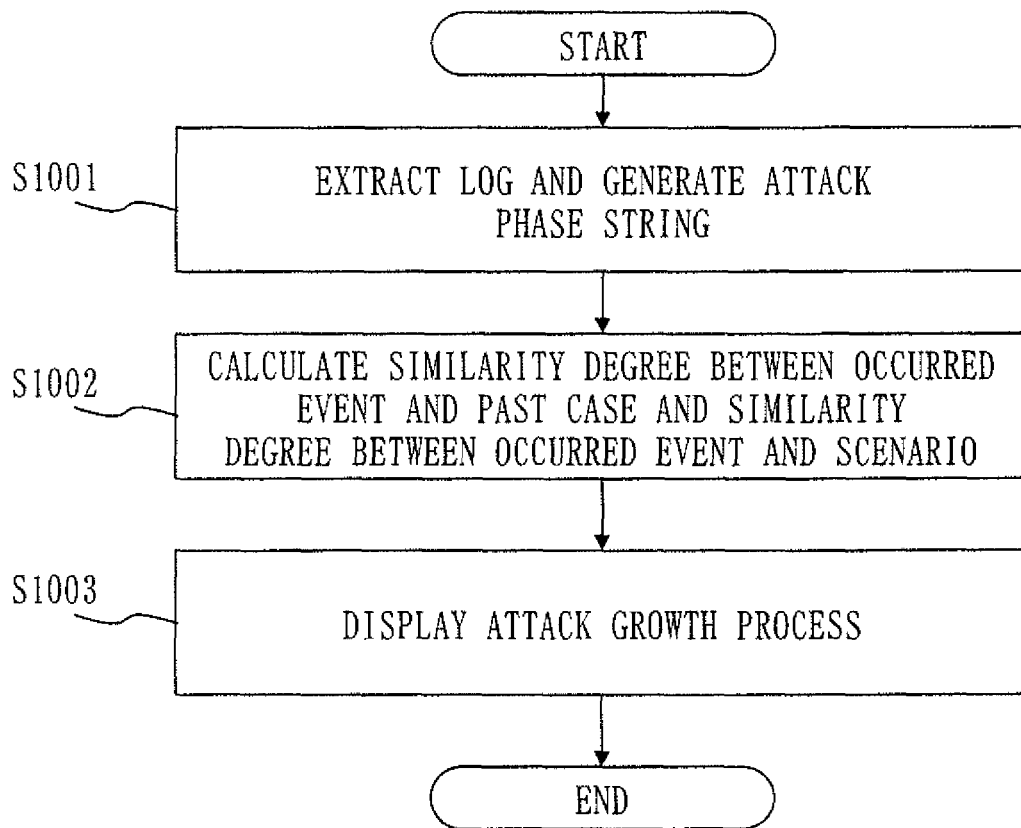 START
S1001
EXTRACT LOG AND GENERATE ATTACK
PHASE STRING
S1002
CALCULATE SIMILARITY DEGREE BETWEEN OCCURRED
EVENT AND PAST CASE AND SIMILARITY
DEGREE BETWEEN OCCURRED EVENT AND SCENARIO
S1003
DISPLAY ATTACK GROWTH PROCESS
END